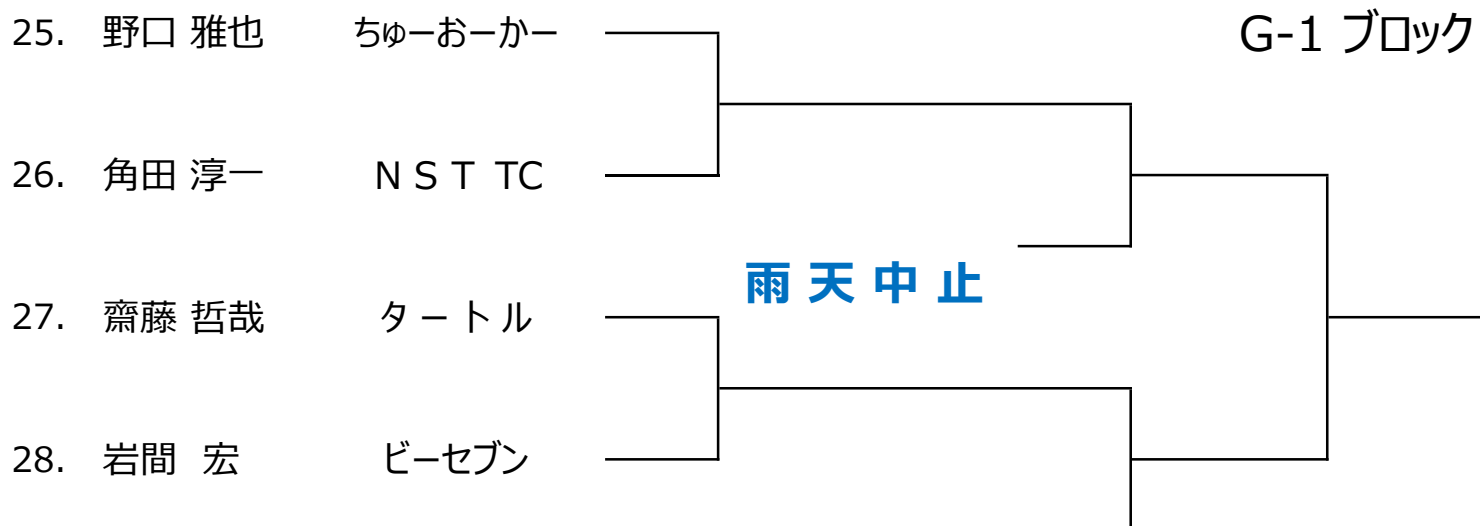 25. 野口 雅也 ちゅーおーかー G-1 ブロック
26. 角田 淳一 N S T TC
雨 天 中 止
27. 齋藤 哲哉 タ ー ト ル
28. 岩間 宏 ビーセブン